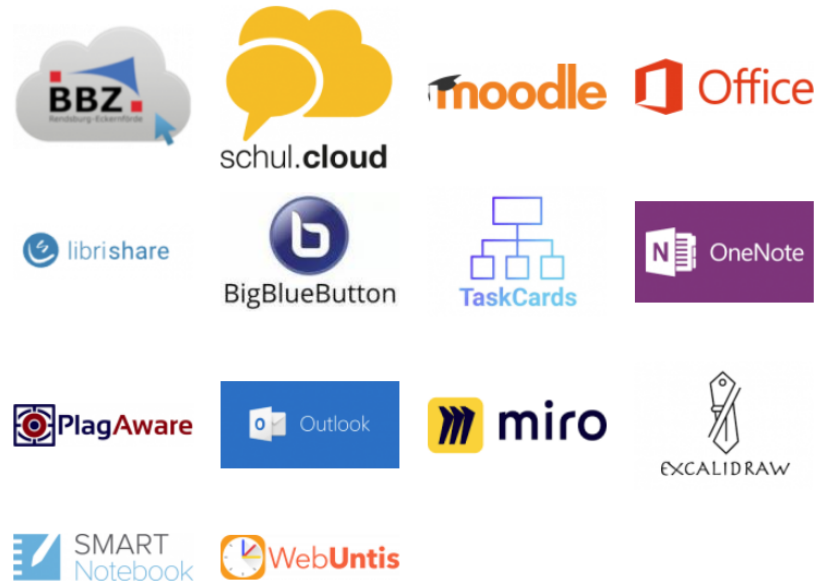 BBZ
Rendsburg-Eckernförde
schul.cloud
moodle
Office
librishare
BigBlueButton
TaskCards
N
OneNote
PlagAware
o
Outlook
miro
EXCALIDRAW
SMART
Notebook
WebUntis